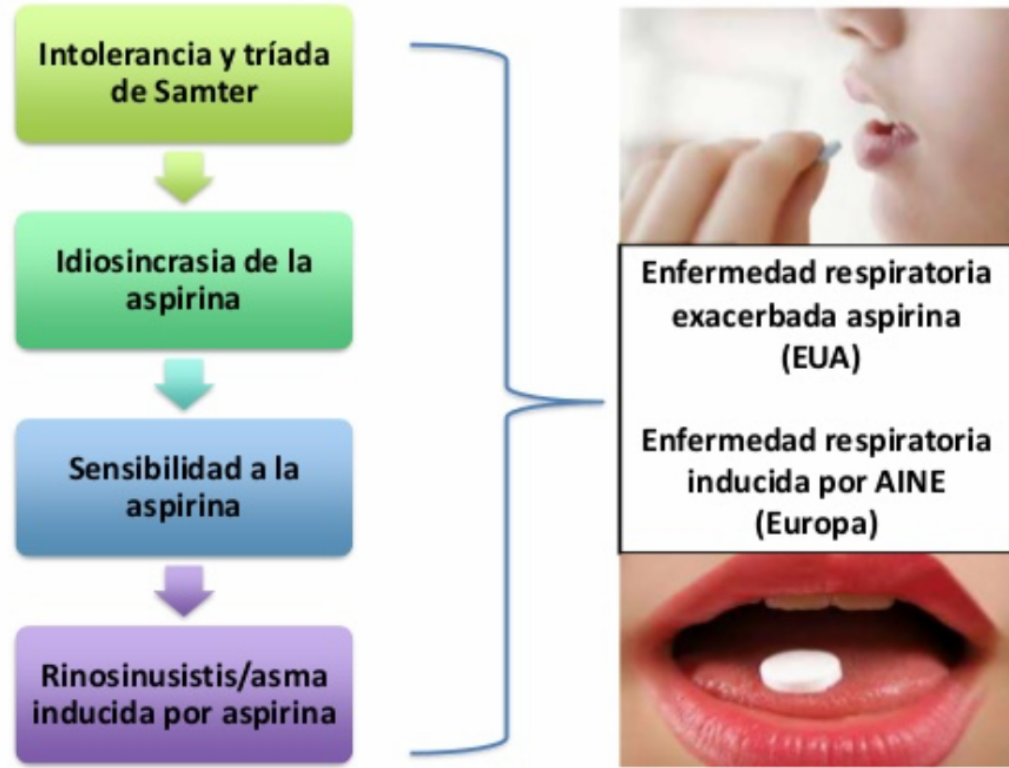 Intolerancia y tríada
de Samter
Idiosincrasia de la
aspirina
Sensibilidad a la
aspirina
Rinosinusistis/asma
inducida por aspirina
Enfermedad respiratoria
exacerbada aspirina
(EUA)
Enfermedad respiratoria
inducida por AINE
(Europa)